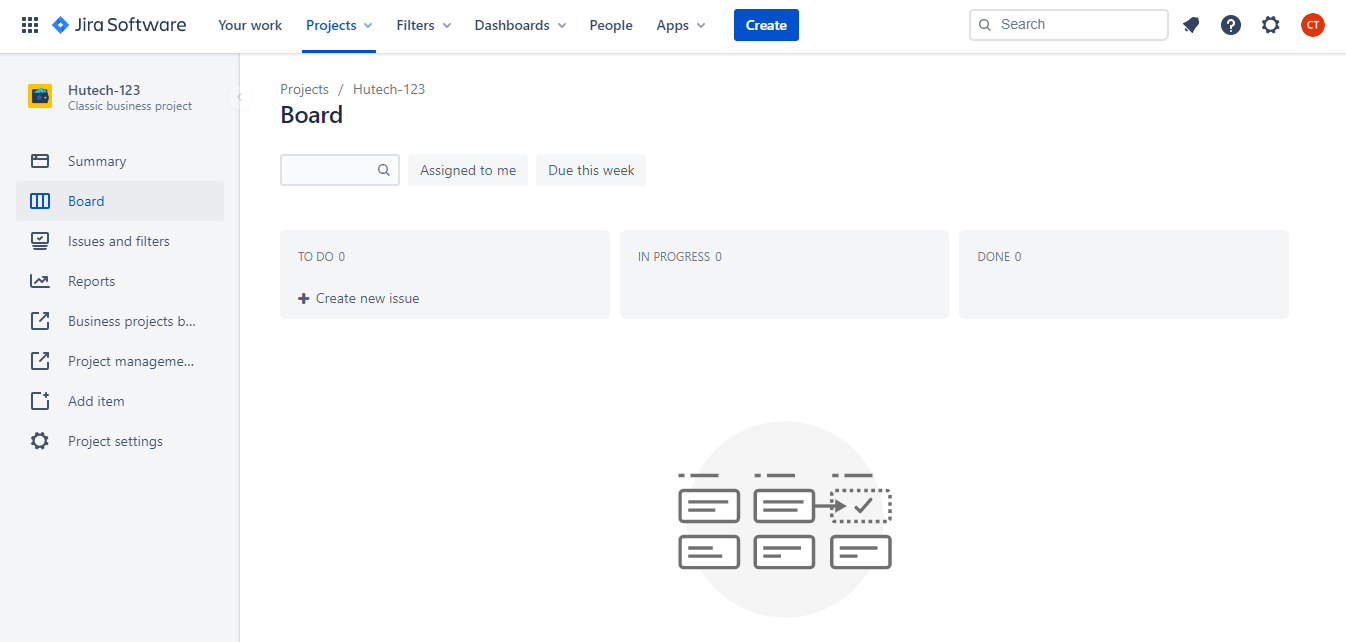 Jira Software Your work Projects Filters Dashboards People Apps Create Search CT
Hutech-123
Classic business project
Summary
Board
Issues and filters
Reports
Business projects b...
Project manageme...
Add item
Project settings
Projects / Hutech-123
Board
Assigned to me Due this week
TO DO 0 IN PROGRESS 0 DONE 0
+ Create new issue